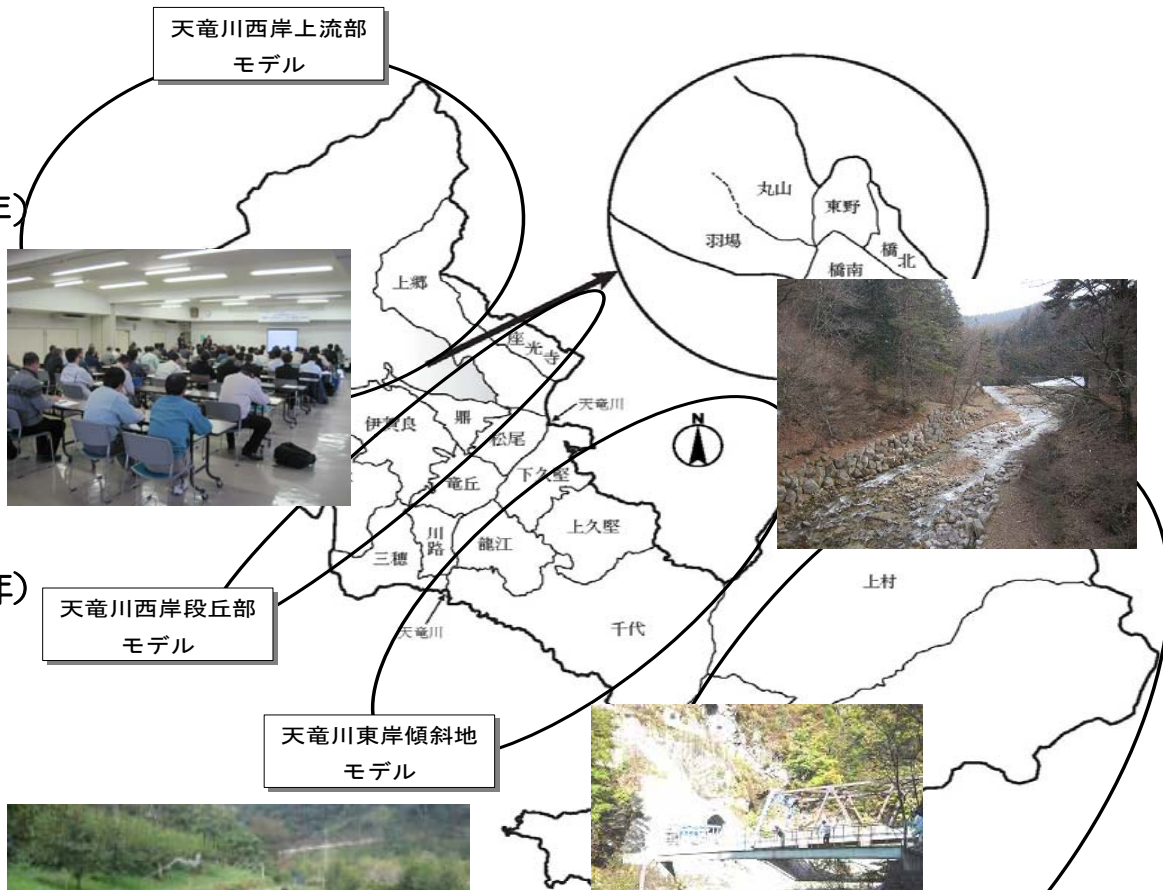 天竜川西岸上流部
モデル
丸山
東野
羽場
橋北
橋南
年)
上郷
座光寺
天竜川
N
伊賀良
鼎
松尾
下久堅
竜丘
上久堅
川路
龍江
三穂
上村
年)
天竜川西岸段丘部
モデル
天竜川
千代
天竜川東岸傾斜地
モデル